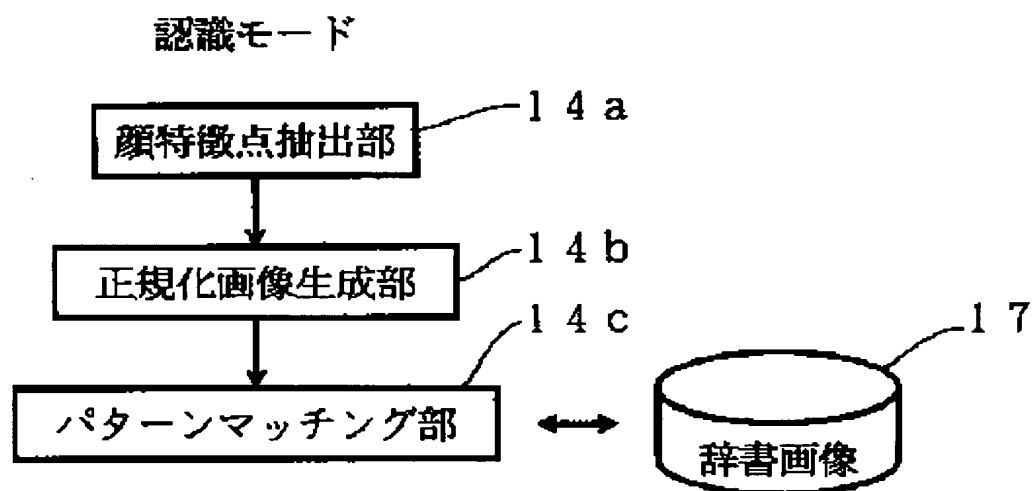 認識モード
14a
顔特徴点抽出部
14b
正規化画像生成部
14c
17
パターンマッチング部
辞書画像